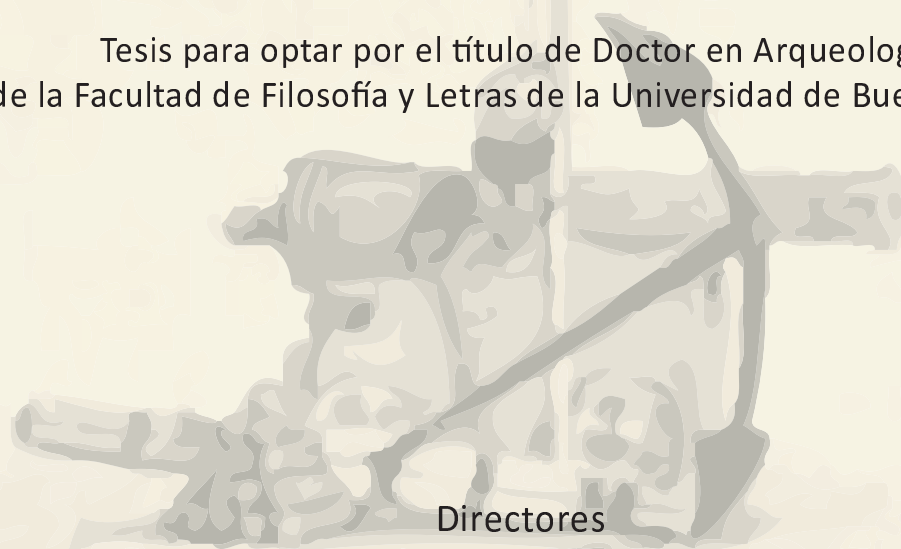 Tesis para optar por el título de Doctor en Arqueolog
de la Facultad de Filosofía y Letras de la Universidad de Bue
Directores